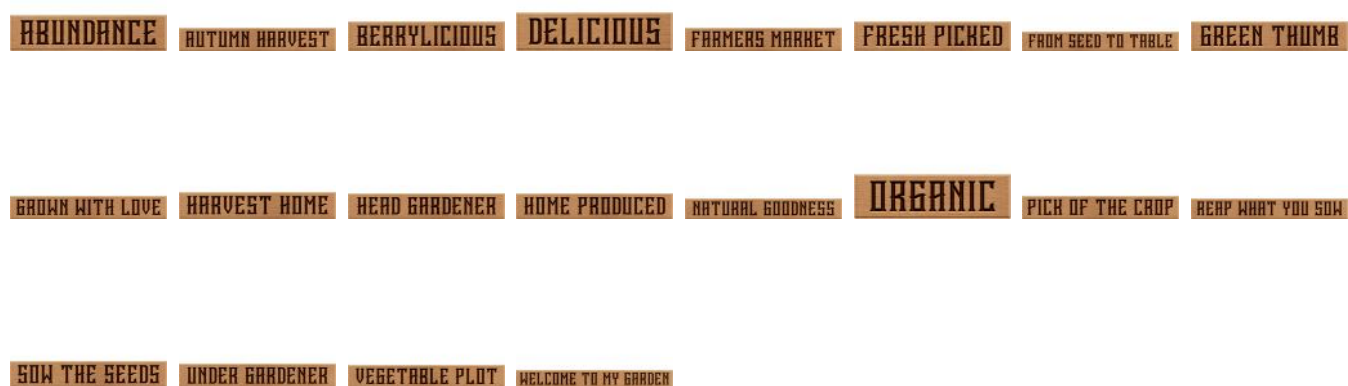 ABUNDANCE
AUTUMN HARVEST
BERRYLICIOUS
DELICIOUS
FARMERS MARKET
FRESH PICKED
FROM SEED TO TABLE
GREEN THUMB
GROWN WITH LOVE
HARVEST HOME
HEAD GARDENER
HOME PRODUCED
NATURAL GOODNESS
ORGANIC
PICK OF THE CROP
REAP WHAT YOU SOW
SOW THE SEEDS
UNDER GARDENER
VEGETABLE PLOT
WELCOME TO MY GARDEN